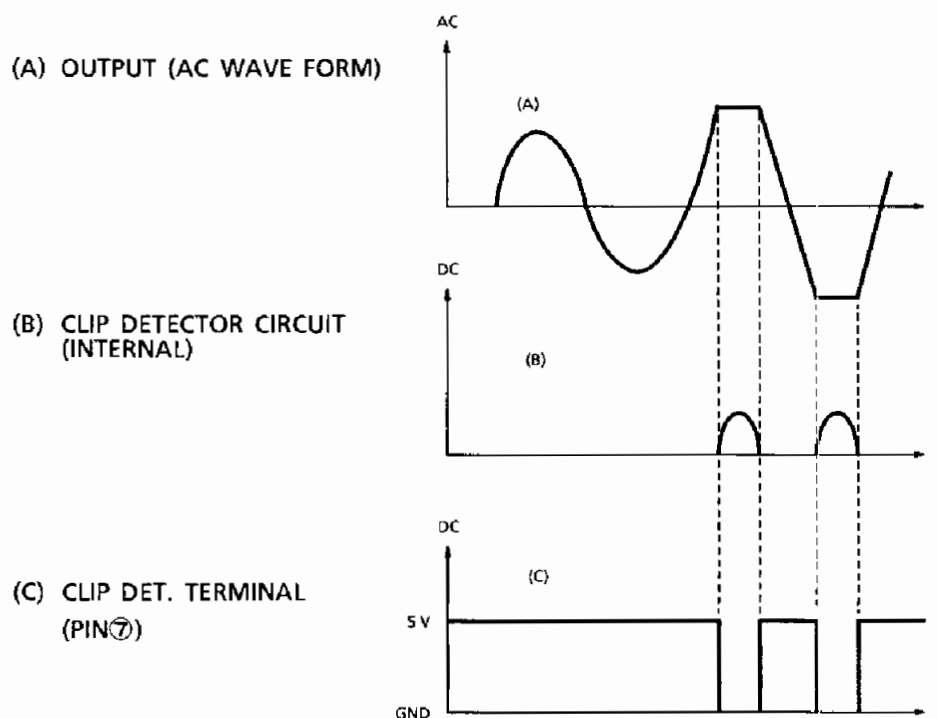 AC
(A) OUTPUT (AC WAVE FORM)
(A)
DC
(B) CLIP DETECTOR CIRCUIT
(INTERNAL)
(B)
DC
(C) CLIP DET. TERMINAL
(PIN⑦)
(C)
5 V
GND